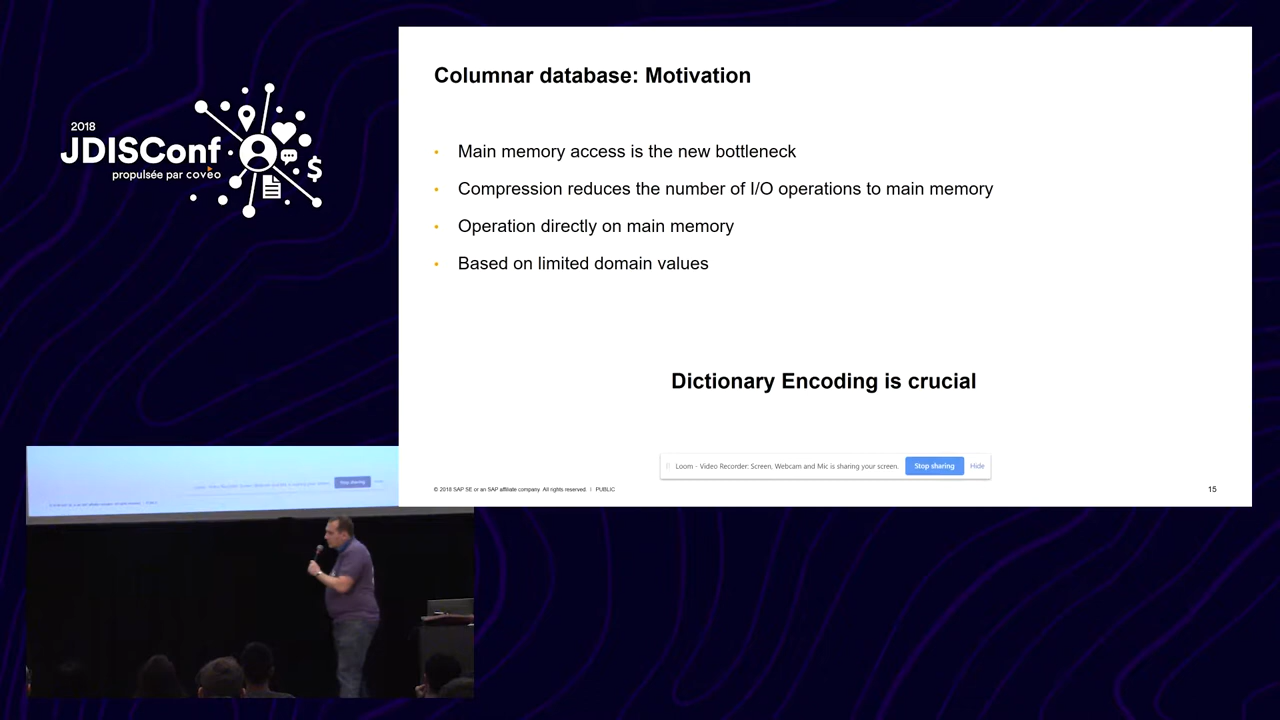 2018
JDISConf
propulsée par coveo
$
Columnar database: Motivation
• Main memory access is the new bottleneck
• Compression reduces the number of I/O operations to main memory
• Operation directly on main memory
• Based on limited domain values
Dictionary Encoding is crucial
Loom - Video Recorder: Screen, Webcam and Mic is sharing your screen. Stop sharing Hide
© 2018 SAP SE or an SAP affiliate company. All rights reserved. | PUBLIC
15
Stop sharing